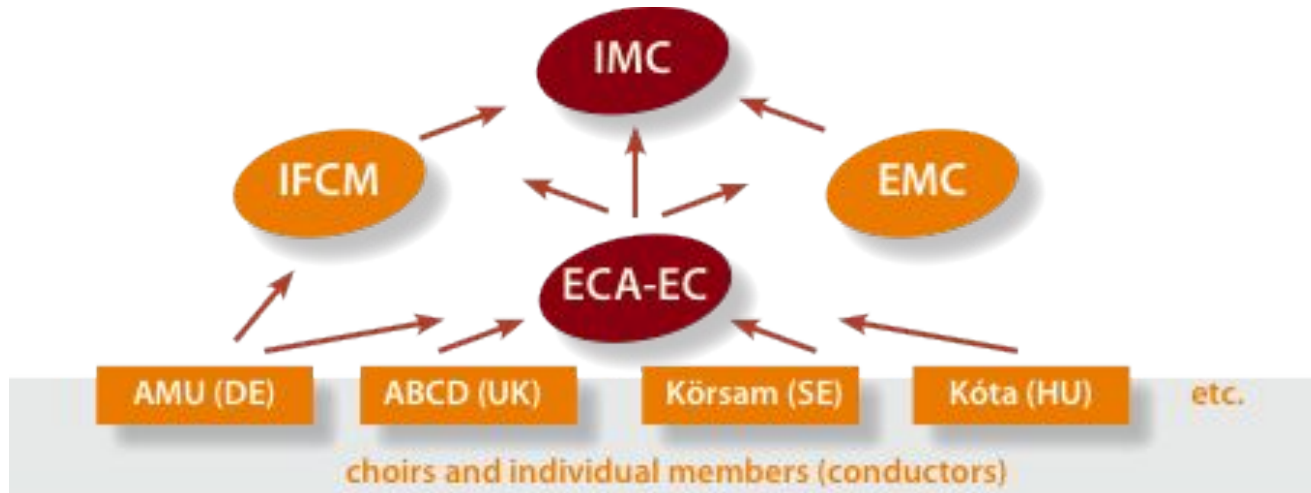 IMC
IFCM
EMC
ECA-EC
AMU (DE)
ABCD (UK)
Körsam (SE)
Kóta (HU)
etc.
choirs and individual members (conductors)